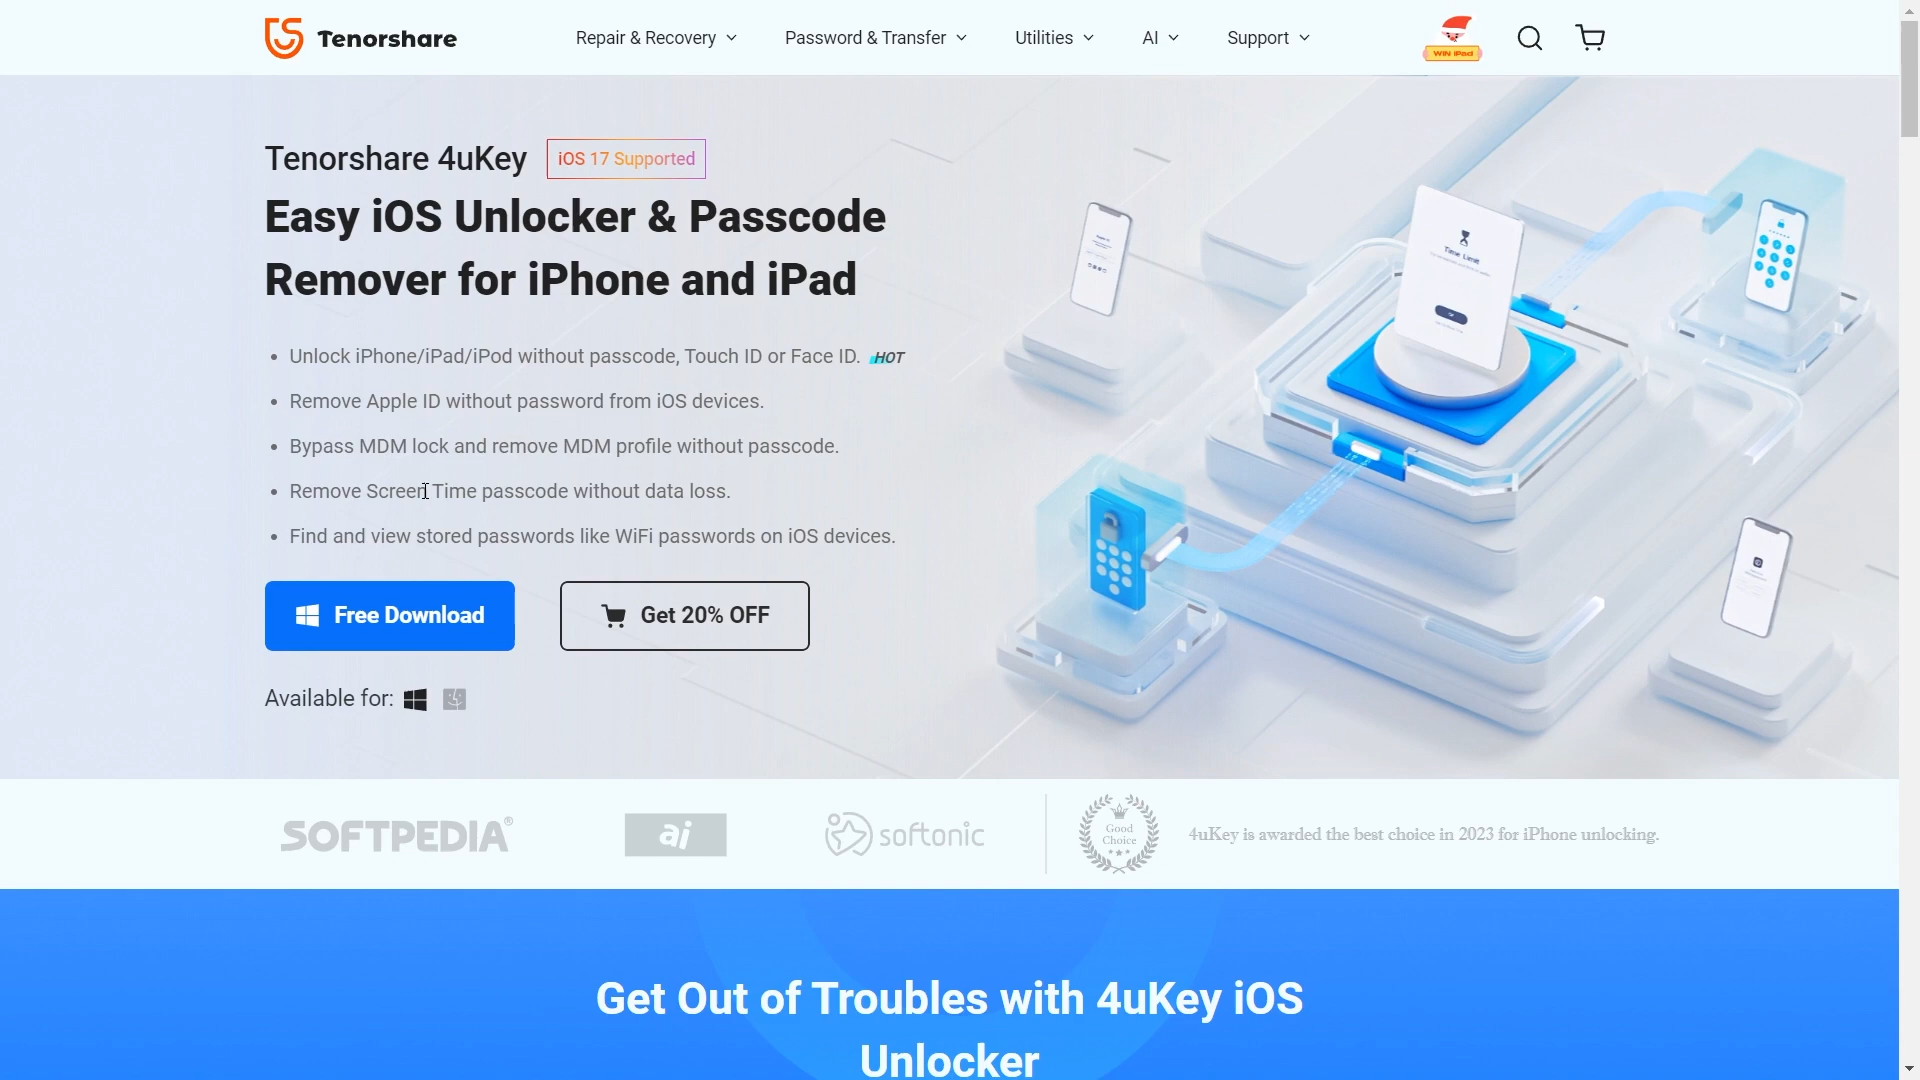 Tenorshare
Repair & Recovery
Password & Transfer
Utilities
AI
Support
WIN iPad
Tenorshare 4uKey
iOS 17 Supported
Easy iOS Unlocker & Passcode
Remover for iPhone and iPad
Unlock iPhone/iPad/iPod without passcode, Touch ID or Face ID. HOT
Remove Apple ID without password from iOS devices.
Bypass MDM lock and remove MDM profile without passcode.
Remove Screen Time passcode without data loss.
Find and view stored passwords like WiFi passwords on iOS devices.
Free Download
Get 20% OFF
Available for:
Time Limit
SOFTPEDIA®
ai
softonic
Good
Choice
4uKey is awarded the best choice in 2023 for iPhone unlocking.
Get Out of Troubles with 4uKey iOS
Unlocker